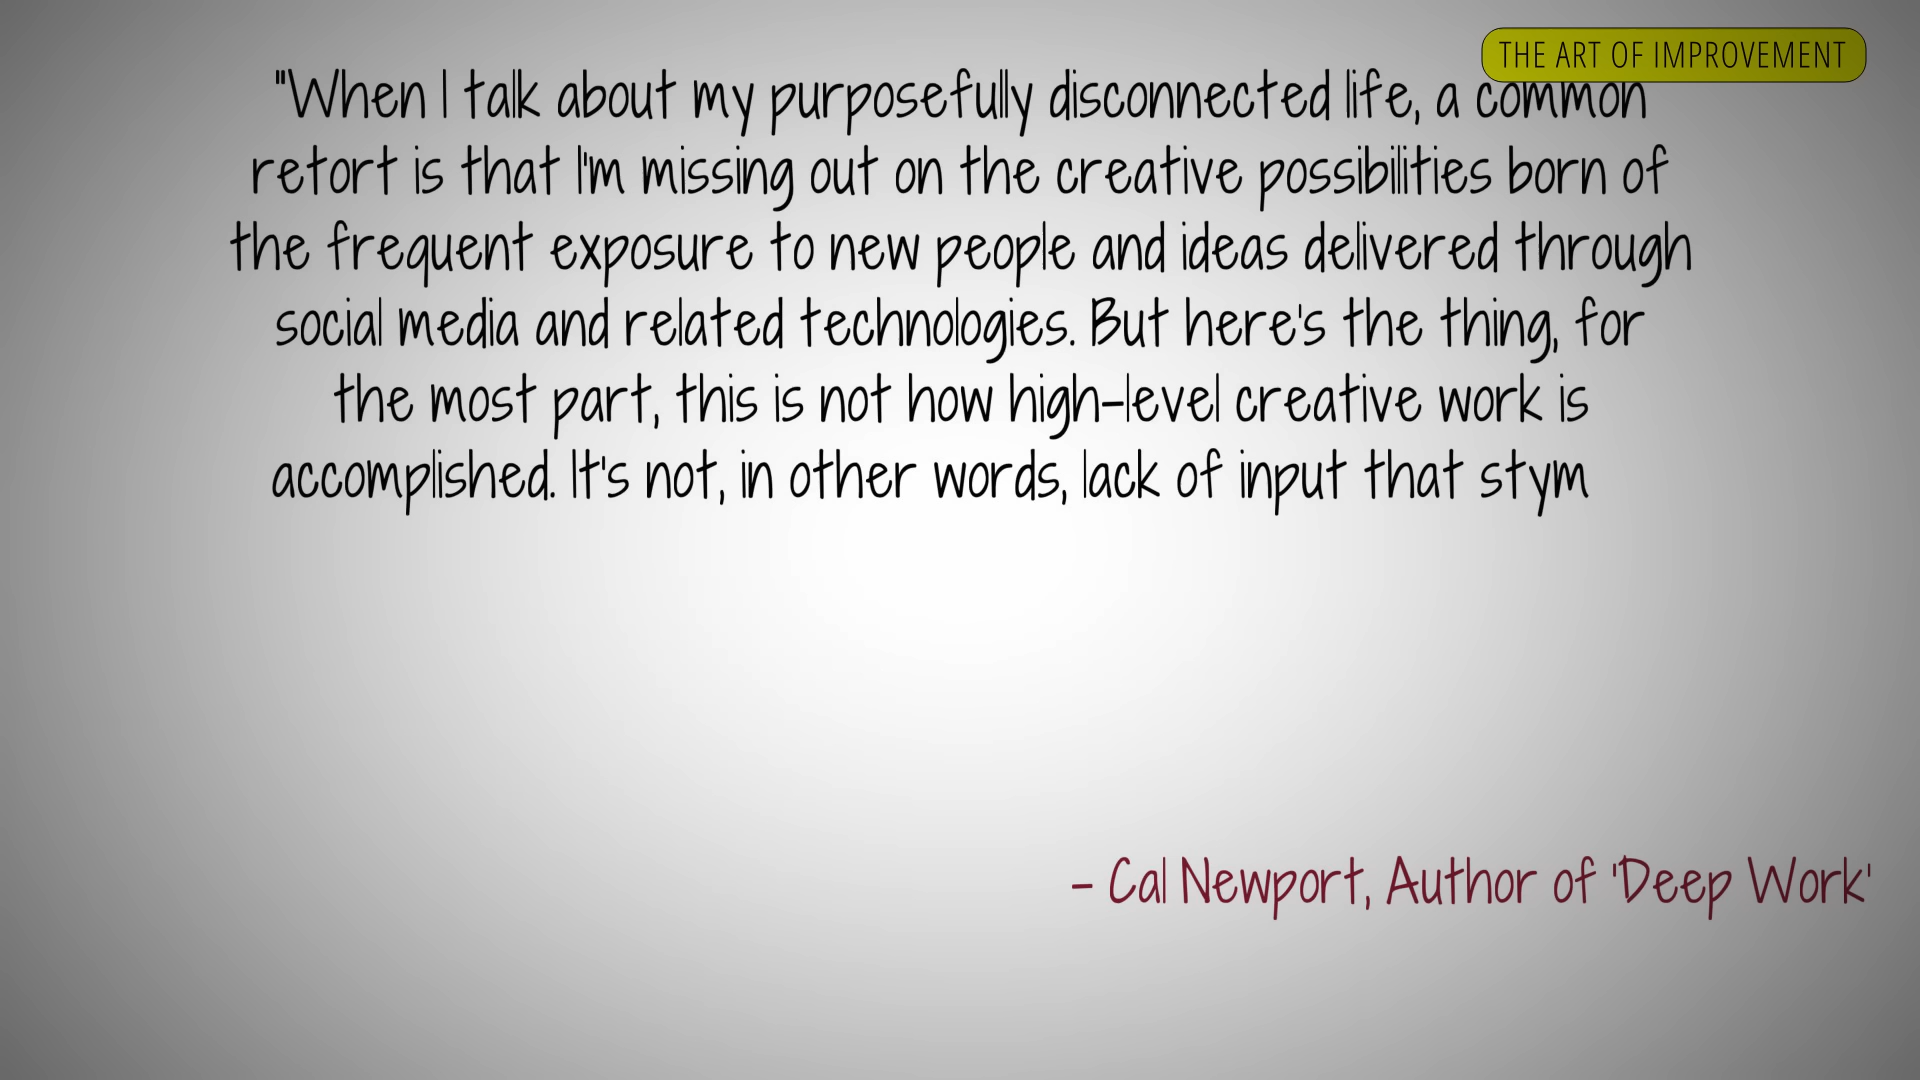 THE ART OF IMPROVEMENT
"When I talk about my purposefully disconnected life, a common
retort is that I'm missing out on the creative possibilities born of
the frequent exposure to new people and ideas delivered through
social media and related technologies. But here's the thing, for
the most part, this is not how high-level creative work is
accomplished. It's not, in other words, lack of input that stym
- Cal Newport, Author of 'Deep Work'